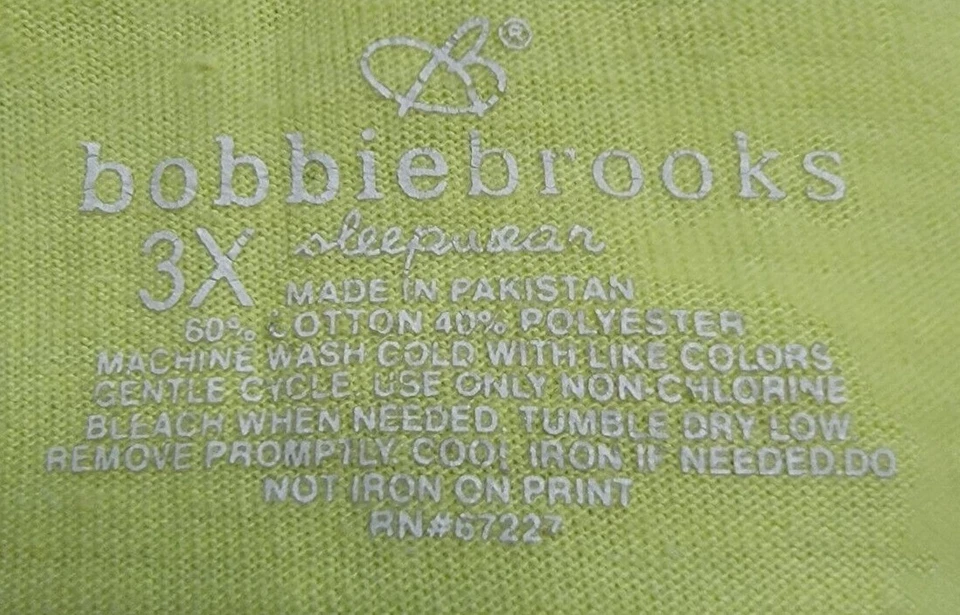 ®
bobbiebrooks
3X sleepwear
MADE IN PAKISTAN
60% COTTON 40% POLYESTER
MACHINE WASH COLD WITH LIKE COLORS
GENTLE CYCLE. USE ONLY NON-CHLORINE
BLEACH WHEN NEEDED. TUMBLE DRY LOW.
REMOVE PROMPTLY. COOL IRON IF NEEDED.DO
NOT IRON ON PRINT
RN#67227